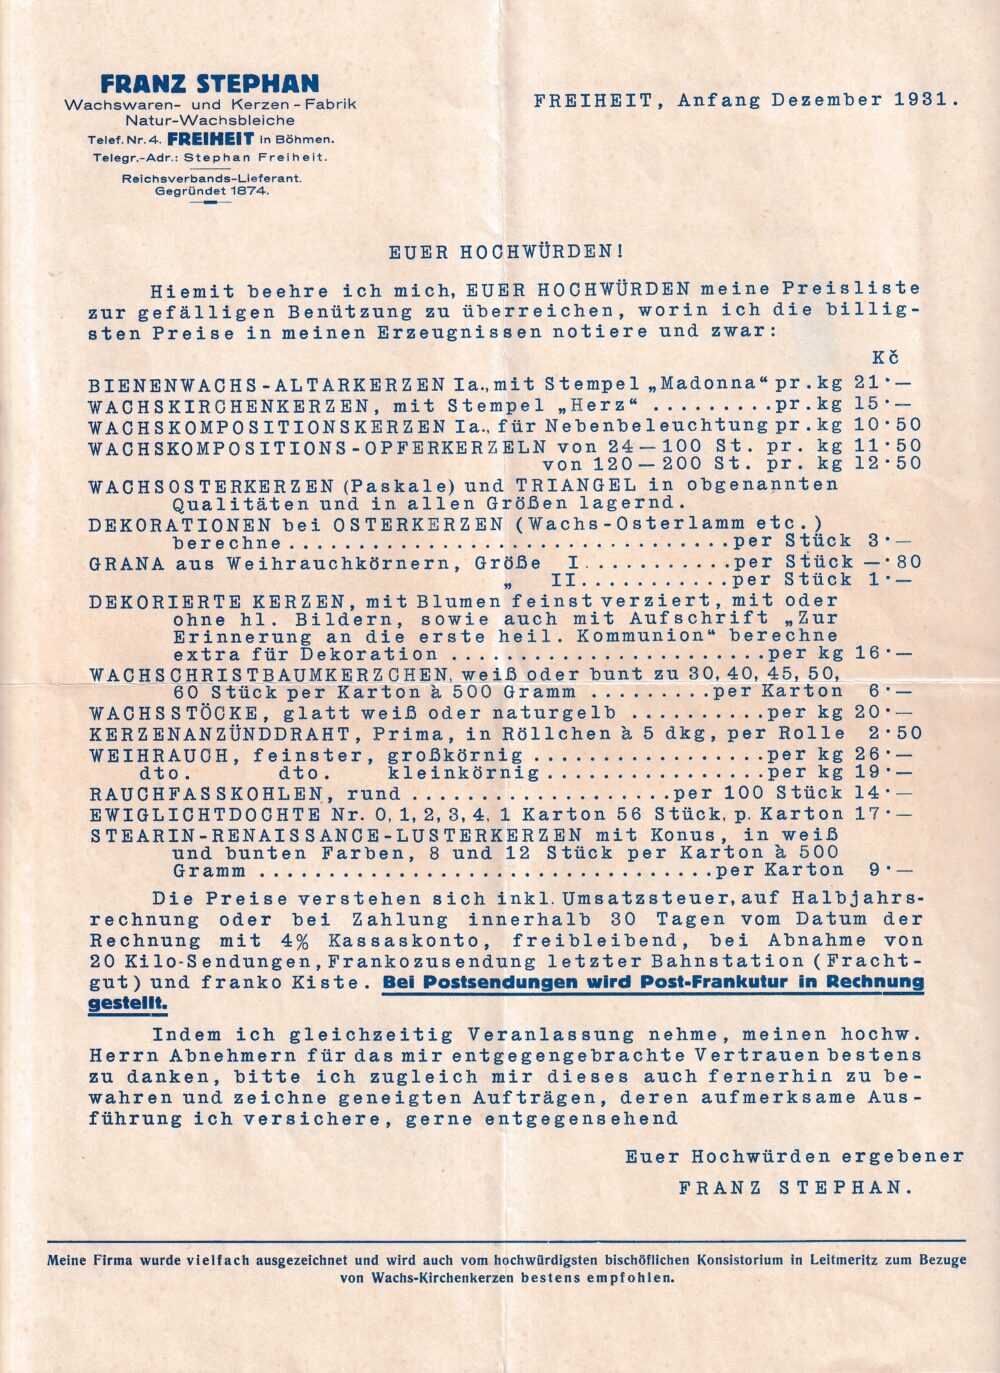 FRANZ STEPHAN
Wachswaren- und Kerzen-Fabrik
Natur-Wachsbleiche
Telef. Nr. 4. FREIHEIT in Böhmen.
Telegr.-Adr.: Stephan Freiheit.
Reichsverbands-Lieferant.
Gegründet 1874.
FREIHEIT, Anfang Dezember 1931.
EUER HOCHWÜRDEN!
Hiemit beehre ich mich, EUER HOCHWÜRDEN meine Preisliste
zur gefälligen Benützung zu überreichen, worin ich die billig-
sten Preise in meinen Erzeugnissen notiere und zwar:
Kč
BIENENWACHS-ALTARKERZEN Ia., mit Stempel „Madonna“ pr. kg 21·—
WACHSKIRCHENKERZEN, mit Stempel „Herz“ .........pr. kg 15·—
WACHSKOMPOSITIONSKERZEN Ia., für Nebenbeleuchtung pr. kg 10·50
WACHSKOMPOSITIONS-OPFERKERZELN von 24—100 St. pr. kg 11·50
von 120—200 St. pr. kg 12·50
WACHSOSTERKERZEN (Paskale) und TRIANGEL in obgenannten
Qualitäten und in allen Größen lagernd.
DEKORATIONEN bei OSTERKERZEN (Wachs-Osterlamm etc.)
berechne................................per Stück 3·—
GRANA aus Weihrauchkörnern, Größe I...........per Stück —·80
„ II...........per Stück 1·—
DEKORIERTE KERZEN, mit Blumen feinst verziert, mit oder
ohne hl. Bildern, sowie auch mit Aufschrift „Zur
Erinnerung an die erste heil. Kommunion“ berechne
extra für Dekoration .......................per kg 16·—
WACHSCHRISTBAUMKERZCHEN, weiß oder bunt zu 30, 40, 45, 50,
60 Stück per Karton à 500 Gramm .........per Karton 6·—
WACHSSTÖCKE, glatt weiß oder naturgelb ..........per kg 20·—
KERZENANZÜNDDRAHT, Prima, in Röllchen à 5 dkg, per Rolle 2·50
WEIHRAUCH, feinster, großkörnig .................per kg 26·—
dto. dto. kleinkörnig................per kg 19·—
RAUCHFASSKOHLEN, rund ...................per 100 Stück 14·—
EWIGLICHTDOCHTE Nr. 0, 1, 2, 3, 4, 1 Karton 56 Stück, p. Karton 17·—
STEARIN-RENAISSANCE-LUSTERKERZEN mit Konus, in weiß
und bunten Farben, 8 und 12 Stück per Karton à 500
Gramm .................................per Karton 9·—
Die Preise verstehen sich inkl. Umsatzsteuer, auf Halbjahrs-
rechnung oder bei Zahlung innerhalb 30 Tagen vom Datum der
Rechnung mit 4% Kassaskonto, freibleibend, bei Abnahme von
20 Kilo-Sendungen, Frankozusendung letzter Bahnstation (Fracht-
gut) und franko Kiste. Bei Postsendungen wird Post-Frankutur in Rechnung
gestellt.
Indem ich gleichzeitig Veranlassung nehme, meinen hochw.
Herrn Abnehmern für das mir entgegengebrachte Vertrauen bestens
zu danken, bitte ich zugleich mir dieses auch fernerhin zu be-
wahren und zeichne geneigten Aufträgen, deren aufmerksame Aus-
führung ich versichere, gerne entgegensehend
Euer Hochwürden ergebener
FRANZ STEPHAN.
Meine Firma wurde vielfach ausgezeichnet und wird auch vom hochwürdigsten bischöflichen Konsistorium in Leitmeritz zum Bezuge
von Wachs-Kirchenkerzen bestens empfohlen.